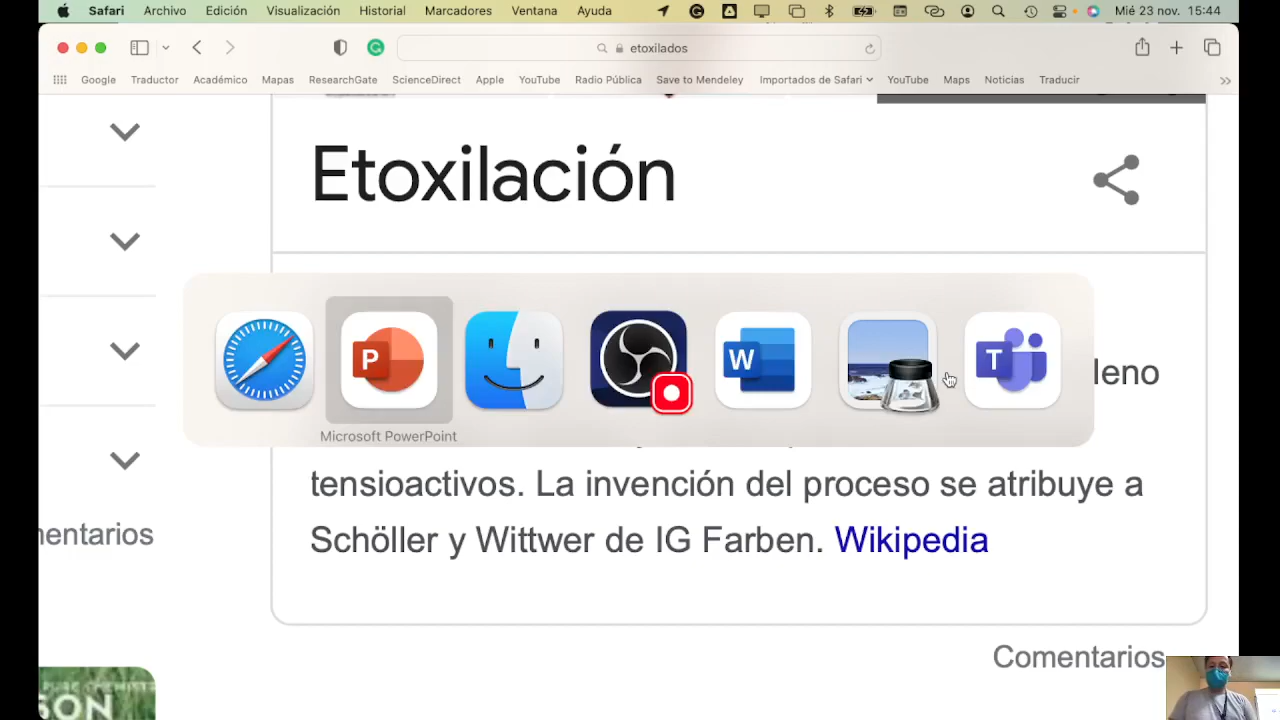 Safari Archivo Edición Visualización Historial Marcadores Ventana Ayuda Mié 23 nov. 15:44
etoxilados
Google Traductor Académico Mapas ResearchGate ScienceDirect Apple YouTube Radio Pública Save to Mendeley Importados de Safari YouTube Maps Noticias Traducir
Etoxilación
P
W
T
leno
Microsoft PowerPoint
tensioactivos. La invención del proceso se atribuye a
Schöller y Wittwer de IG Farben. Wikipedia
mentarios
Comentarios
SON